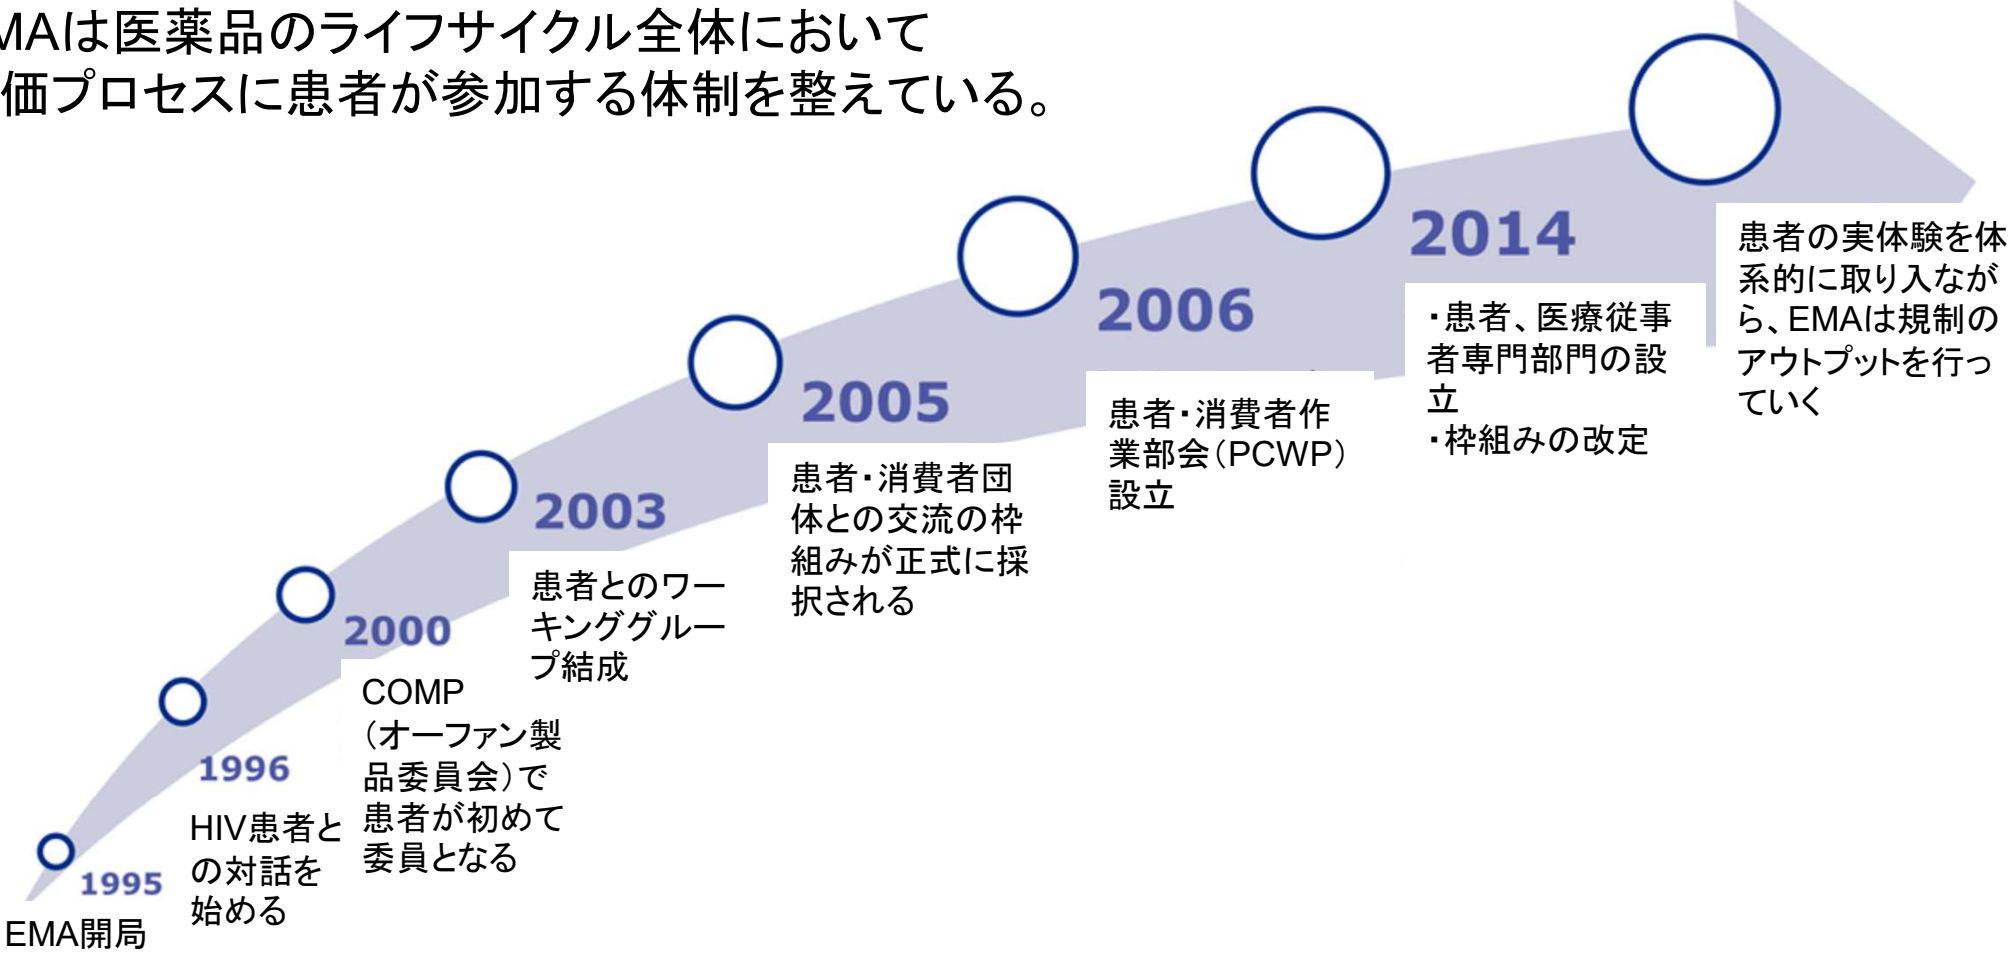 MAは医薬品のライフサイクル全体において
価プロセスに患者が参加する体制を整えている。
1995
EMA開局
1996
HIV患者と
の対話を
始める
2000
COMP
（オーファン製
品委員会）で
患者が初めて
委員となる
2003
患者とのワー
キンググルー
プ結成
2005
患者・消費者団
体との交流の枠
組みが正式に採
択される
2006
患者・消費者作
業部会（PCWP）
設立
2014
・患者、医療従事
者専門部門の設
立
・枠組みの改定
患者の実体験を体
系的に取り入なが
ら、EMAは規制の
アウトプットを行っ
ていく